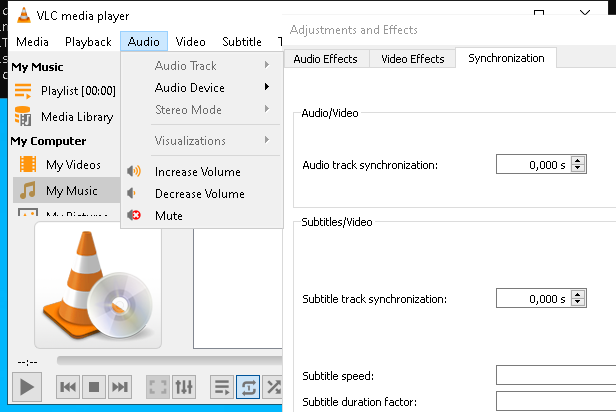 VLC media player
Media Playback Audio Video Subtitle
My Music
Playlist [00:00]
Media Library
My Computer
My Videos
My Music
Audio Track
Audio Device
Stereo Mode
Visualizations
Increase Volume
Decrease Volume
Mute
--:--
Adjustments and Effects
Audio Effects Video Effects Synchronization
Audio/Video
Audio track synchronization: 0,000 s
Subtitles/Video
Subtitle track synchronization: 0,000 s
Subtitle speed:
Subtitle duration factor: